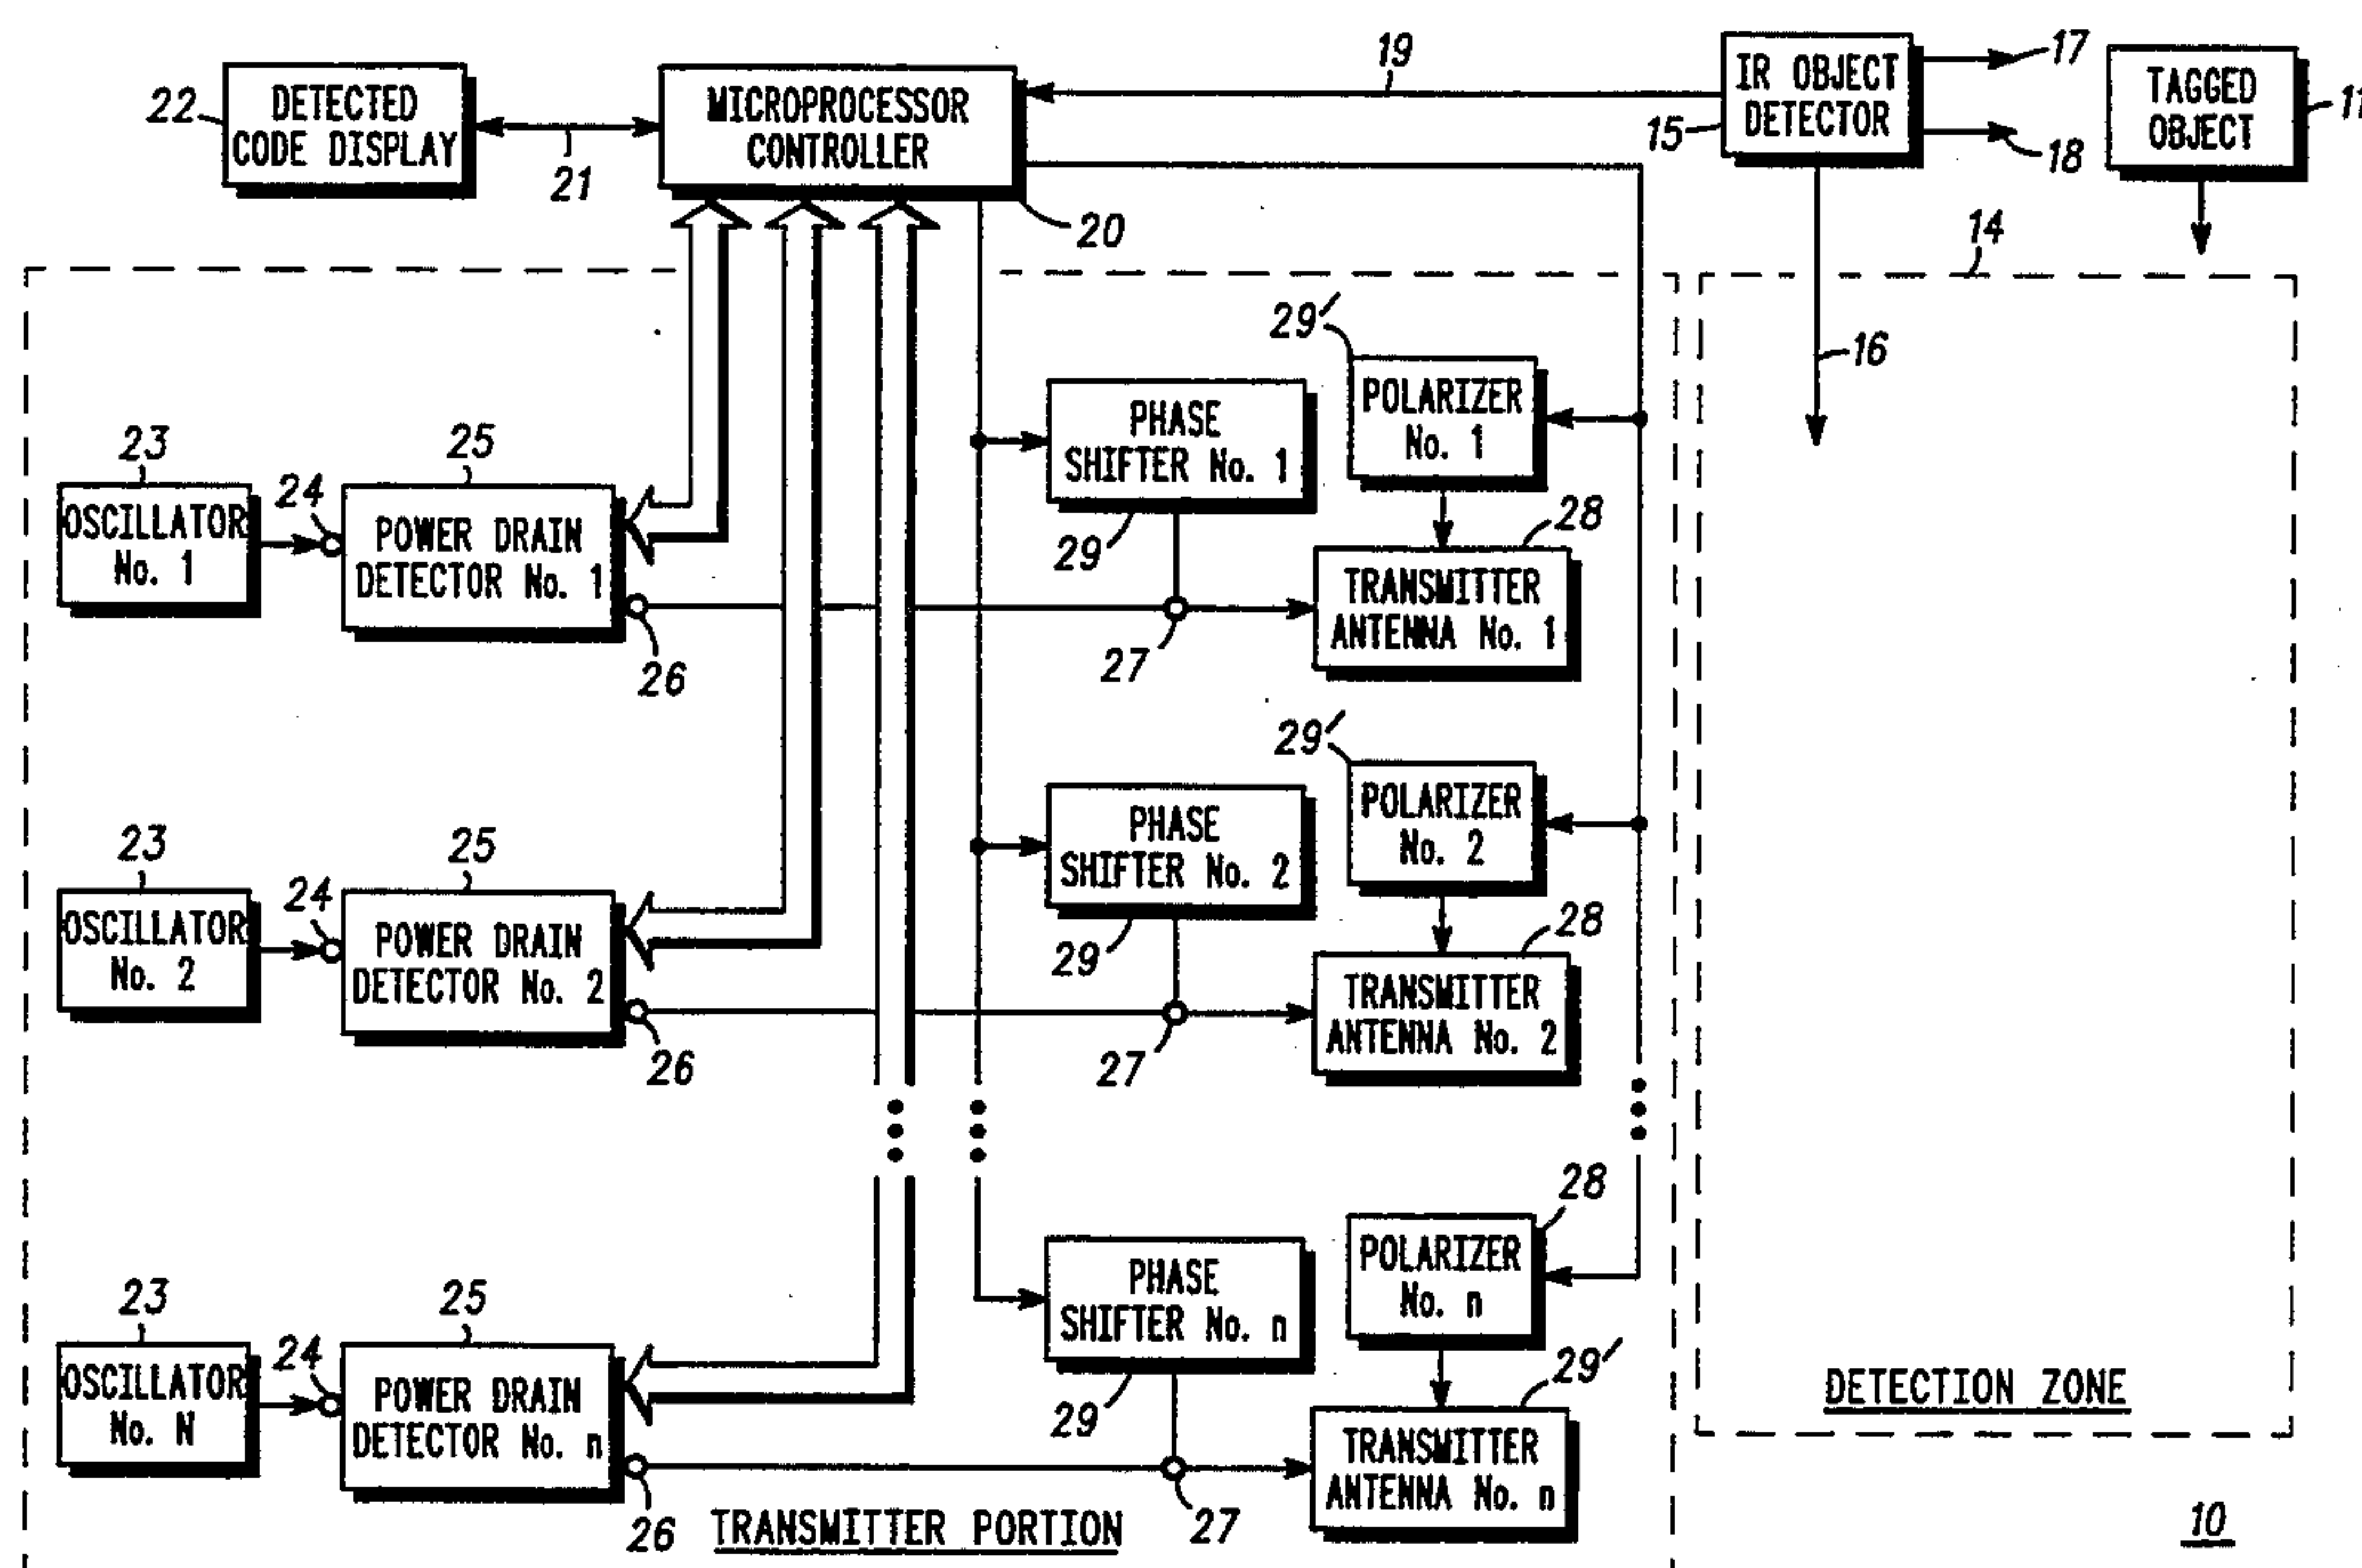 22
DETECTED
CODE DISPLAY
21
MICROPROCESSOR
CONTROLLER
20
19
IR OBJECT
DETECTOR
15
17
18
TAGGED
OBJECT
11
14
16
29'
POLARIZER
No. 1
PHASE
SHIFTER No. 1
29
28
TRANSMITTER
ANTENNA No. 1
27
23
OSCILLATOR
No. 1
24
25
POWER DRAIN
DETECTOR No. 1
26
29'
POLARIZER
No. 2
PHASE
SHIFTER No. 2
29
28
TRANSMITTER
ANTENNA No. 2
27
23
OSCILLATOR
No. 2
24
25
POWER DRAIN
DETECTOR No. 2
26
28
POLARIZER
No. n
PHASE
SHIFTER No. n
29
29'
TRANSMITTER
ANTENNA No. n
27
23
OSCILLATOR
No. N
24
25
POWER DRAIN
DETECTOR No. n
26
TRANSMITTER PORTION
DETECTION ZONE
10